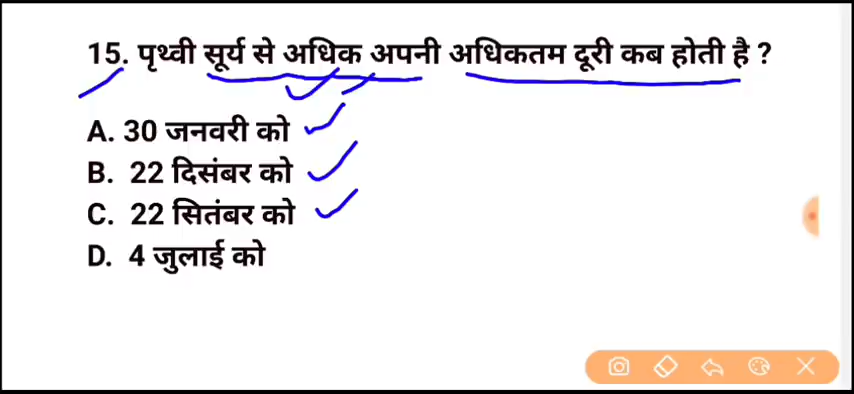 15. पृथ्वी सूर्य से अधिक अपनी अधिकतम दूरी कब होती है ?
A. 30 जनवरी को
B. 22 दिसंबर को
C. 22 सितंबर को
D. 4 जुलाई को